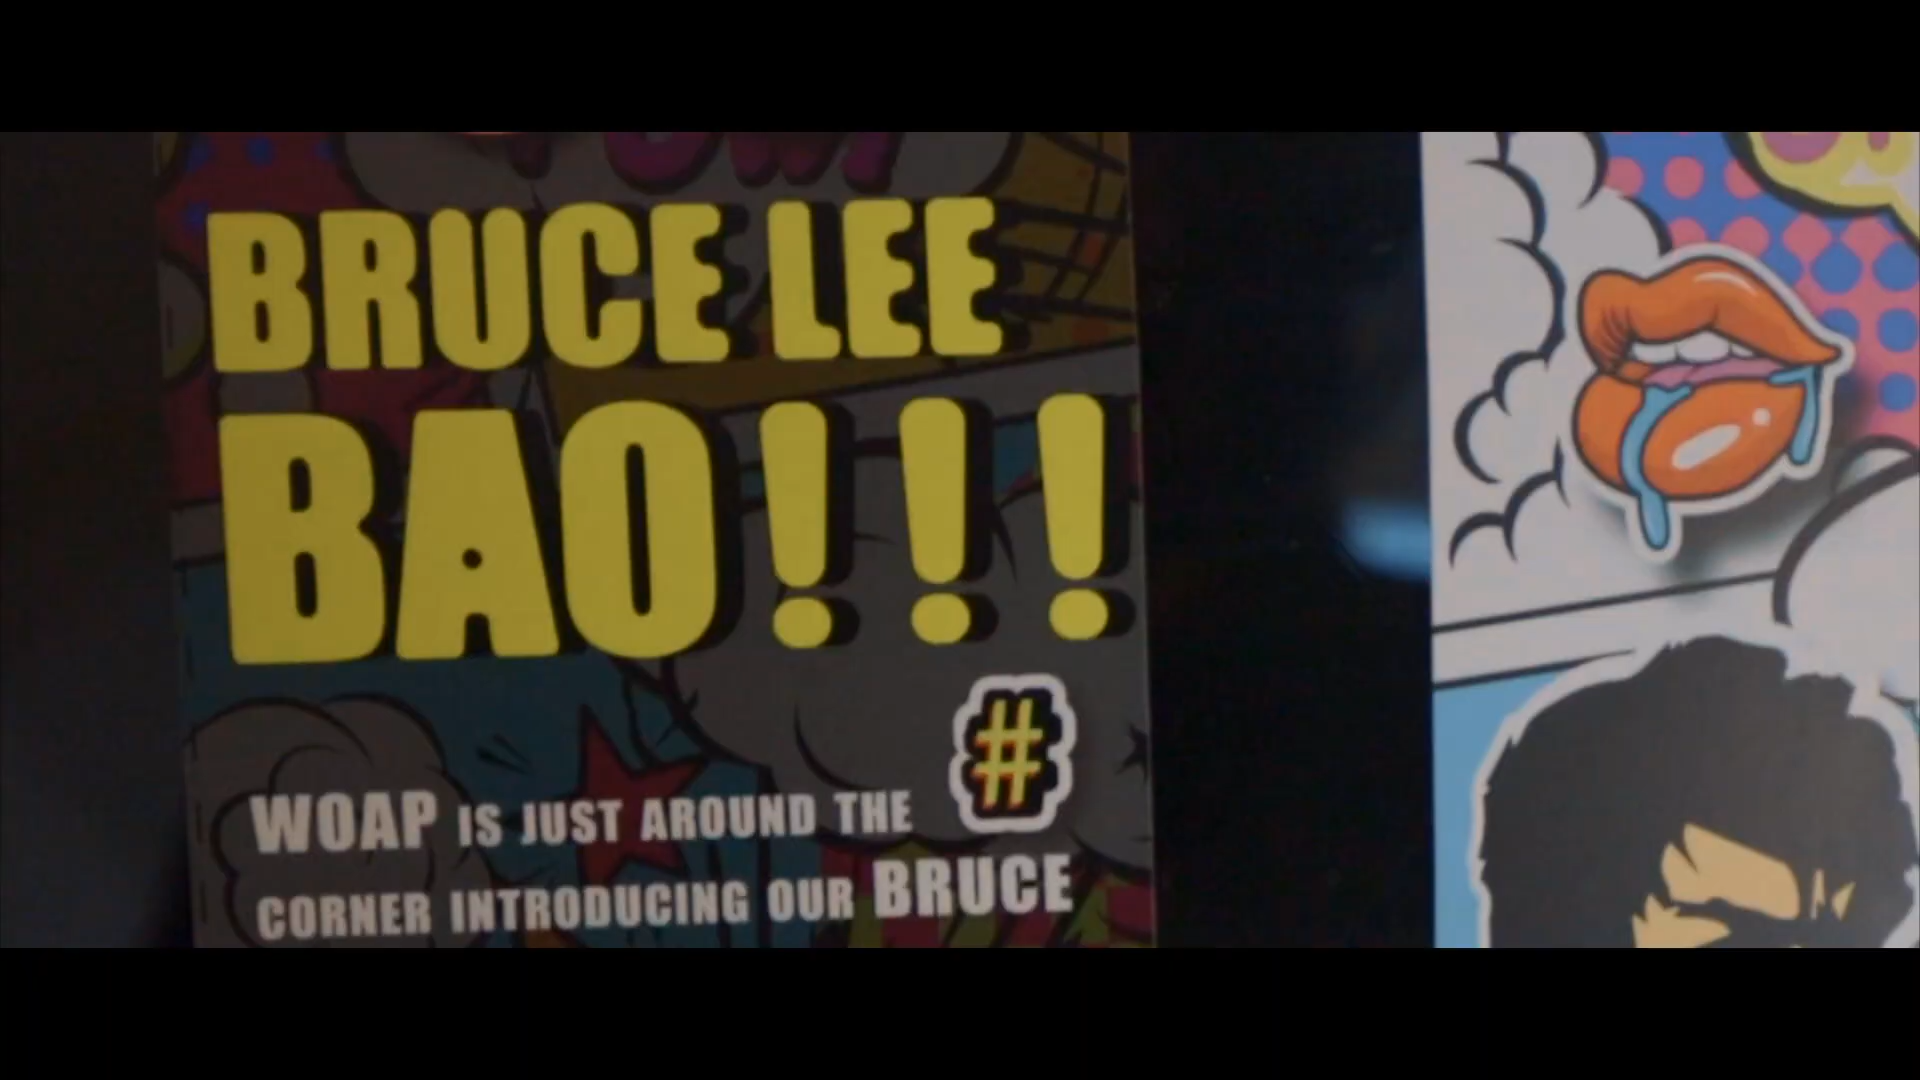 BRUCE LEE
BAO!!!
#
WOAP IS JUST AROUND THE
CORNER INTRODUCING OUR BRUCE